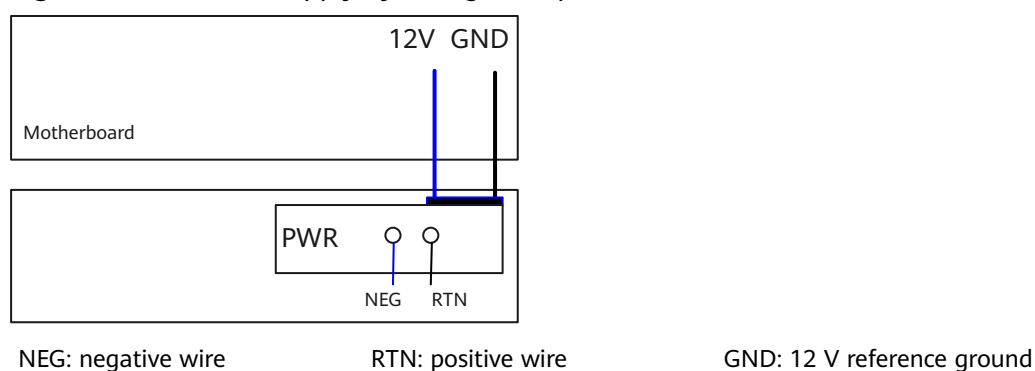 12V GND
Motherboard
PWR
NEG RTN
NEG: negative wire RTN: positive wire GND: 12 V reference ground